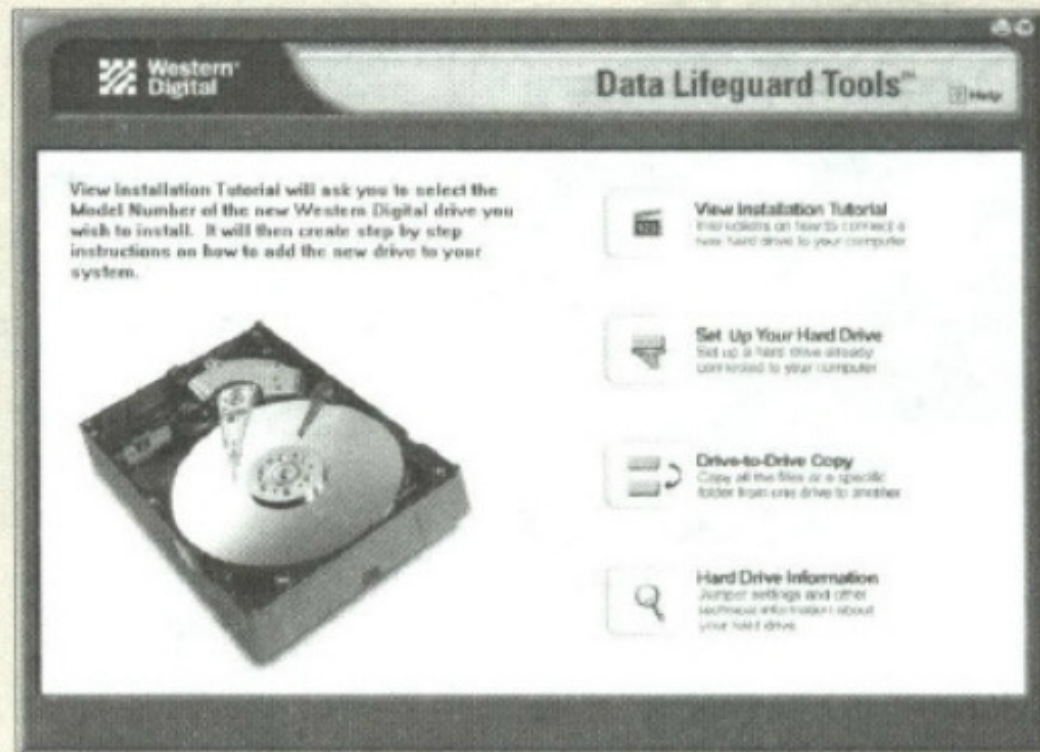 Western
Digital
Data Lifeguard Tools
? Help
View Installation Tutorial will ask you to select the
Model Number of the new Western Digital drive you
wish to install. It will then create step by step
instructions on how to add the new drive to your
system.
View Installation Tutorial
Instructions on how to connect a
new hard drive to your computer
Set Up Your Hard Drive
Set up a hard drive already
connected to your computer
Drive-to-Drive Copy
Copy all the files or a specific
folder from one drive to another
Hard Drive Information
Jumper settings and other
technical information about
your hard drive